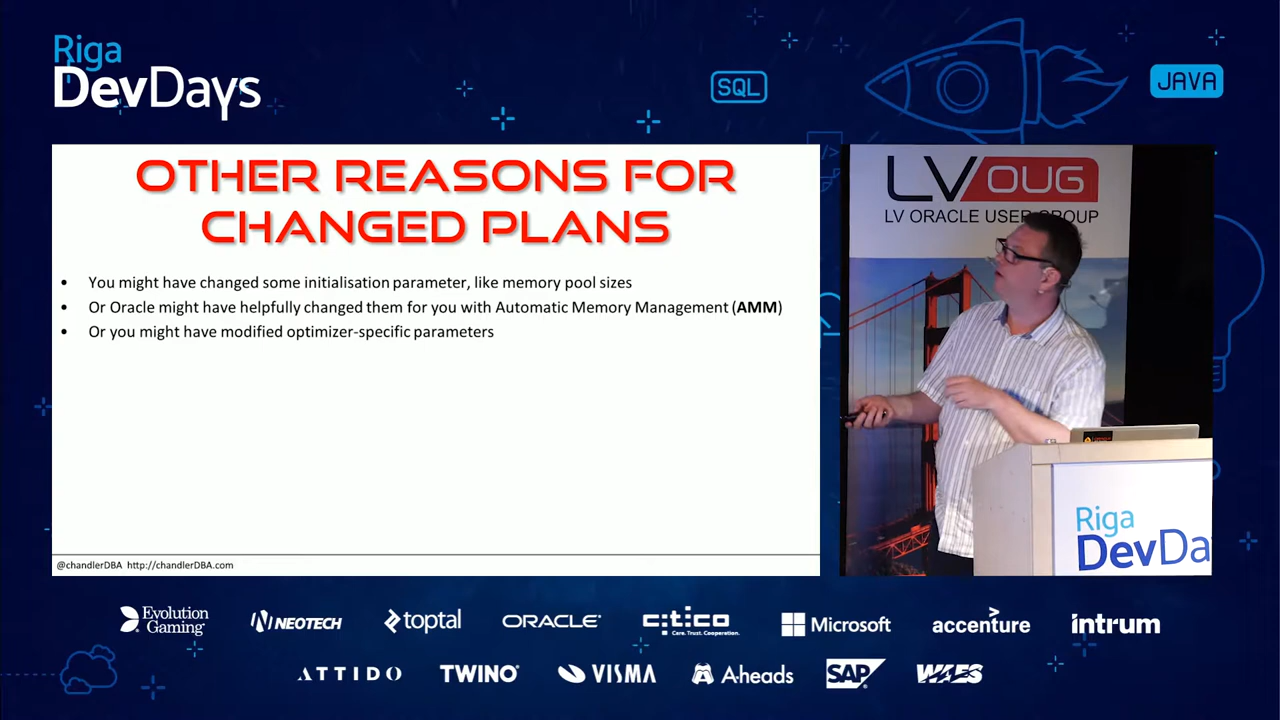 Riga
DevDays
SQL
JAVA
OTHER REASONS FOR
CHANGED PLANS
• You might have changed some initialisation parameter, like memory pool sizes
• Or Oracle might have helpfully changed them for you with Automatic Memory Management (AMM)
• Or you might have modified optimizer-specific parameters
@chandlerDBA http://chandlerDBA.com
LV OUG
LV ORACLE USER GROUP
Riga
DevDa
Evolution
Gaming
NEOTECH
toptal
ORACLE
citco
Care. Trust. Cooperation.
Microsoft
accenture
intrum
ATTIDO
TWINO
VISMA
A-heads
SAP
WAES